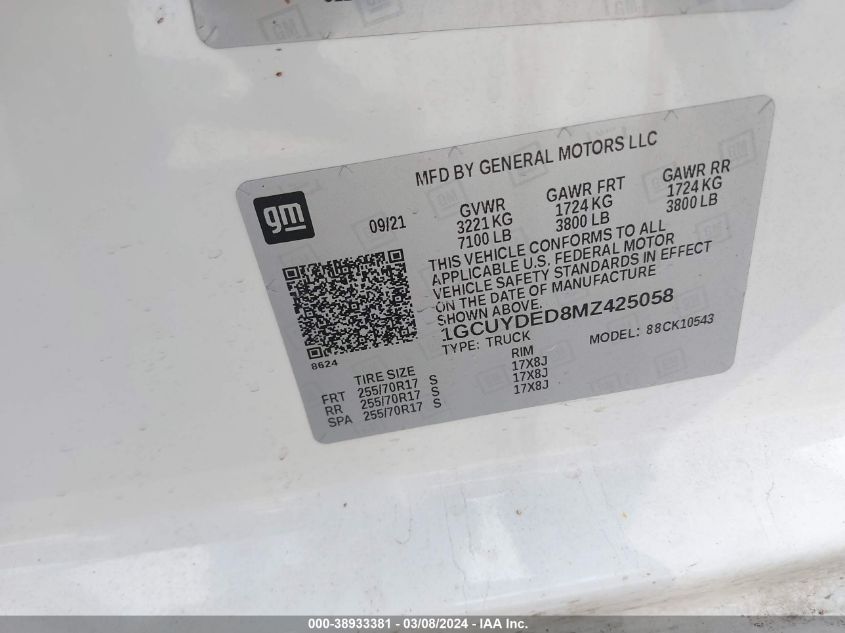 MFD BY GENERAL MOTORS LLC
gm
09/21
GVWR GAWR FRT GAWR RR
3221 KG 1724 KG 1724 KG
7100 LB 3800 LB 3800 LB
THIS VEHICLE CONFORMS TO ALL
APPLICABLE U.S. FEDERAL MOTOR
VEHICLE SAFETY STANDARDS IN EFFECT
ON THE DATE OF MANUFACTURE
SHOWN ABOVE.
1GCUYDED8MZ425058
TYPE: TRUCK MODEL: 88CK10543
8624
TIRE SIZE RIM
FRT 255/70R17 S 17X8J
RR 255/70R17 S 17X8J
SPA 255/70R17 S 17X8J
000-38933381 - 03/08/2024 - IAA Inc.